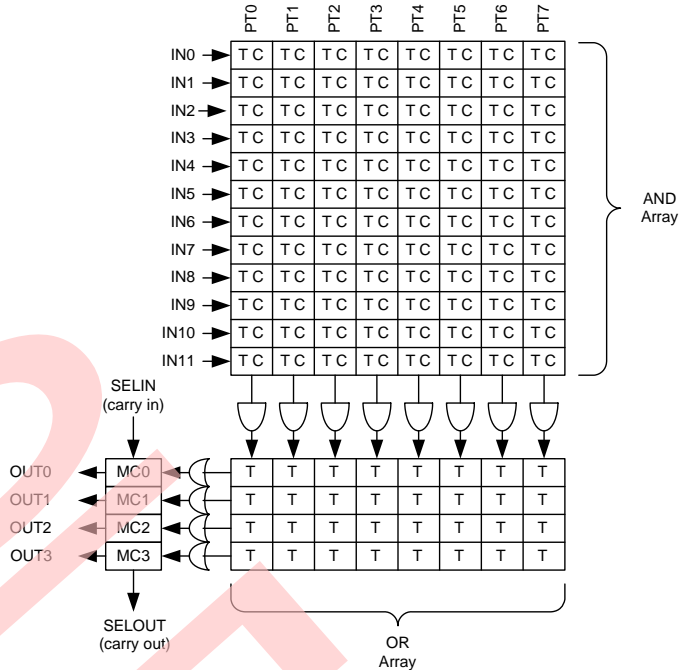 PT0 PT1 PT2 PT3 PT4 PT5 PT6 PT7
IN0 T C T C T C T C T C T C T C T C
IN1 T C T C T C T C T C T C T C T C
IN2 T C T C T C T C T C T C T C T C
IN3 T C T C T C T C T C T C T C T C
IN4 T C T C T C T C T C T C T C T C
IN5 T C T C T C T C T C T C T C T C
IN6 T C T C T C T C T C T C T C T C
IN7 T C T C T C T C T C T C T C T C
IN8 T C T C T C T C T C T C T C T C
IN9 T C T C T C T C T C T C T C T C
IN10 T C T C T C T C T C T C T C T C
IN11 T C T C T C T C T C T C T C T C
AND
Array
SELIN
(carry in)
OUT0 MC0 T T T T T T T T
OUT1 MC1 T T T T T T T T
OUT2 MC2 T T T T T T T T
OUT3 MC3 T T T T T T T T
SELOUT
(carry out)
OR
Array